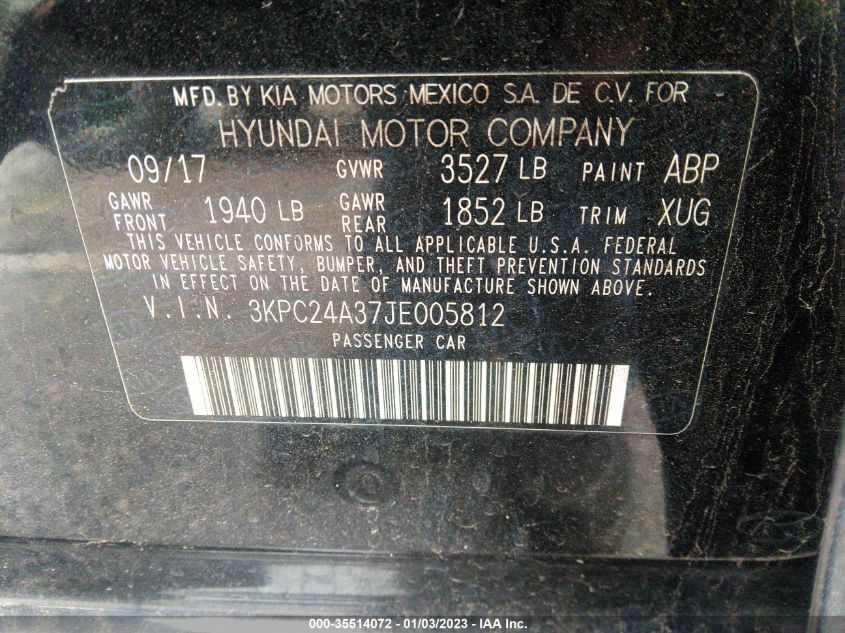 MFD. BY KIA MOTORS MEXICO S.A. DE C.V. FOR
HYUNDAI MOTOR COMPANY
09/17 GVWR 3527 LB PAINT ABP
GAWR FRONT 1940 LB GAWR REAR 1852 LB TRIM XUG
THIS VEHICLE CONFORMS TO ALL APPLICABLE U.S.A. FEDERAL
MOTOR VEHICLE SAFETY, BUMPER, AND THEFT PREVENTION STANDARDS
IN EFFECT ON THE DATE OF MANUFACTURE SHOWN ABOVE.
V.I.N. 3KPC24A37JE005812
PASSENGER CAR
000-35514072 - 01/03/2023 - IAA Inc.